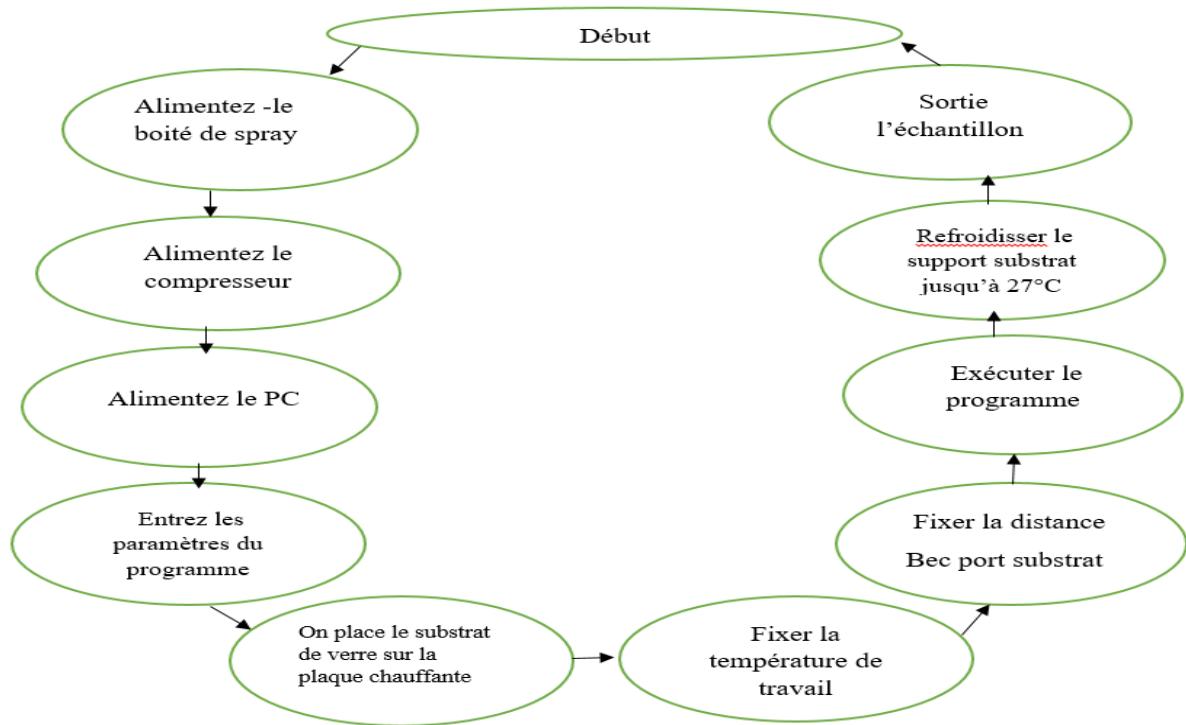 Début
Alimentez -le
boité de spray
Alimentez le
compresseur
Alimentez le PC
Entrez les
paramètres du
programme
On place le substrat
de verre sur la
plaque chauffante
Fixer la
température de
travail
Fixer la distance
Bec port substrat
Exécuter le
programme
Refroidisser le
support substrat
jusqu’à 27°C
Sortie
l’échantillon